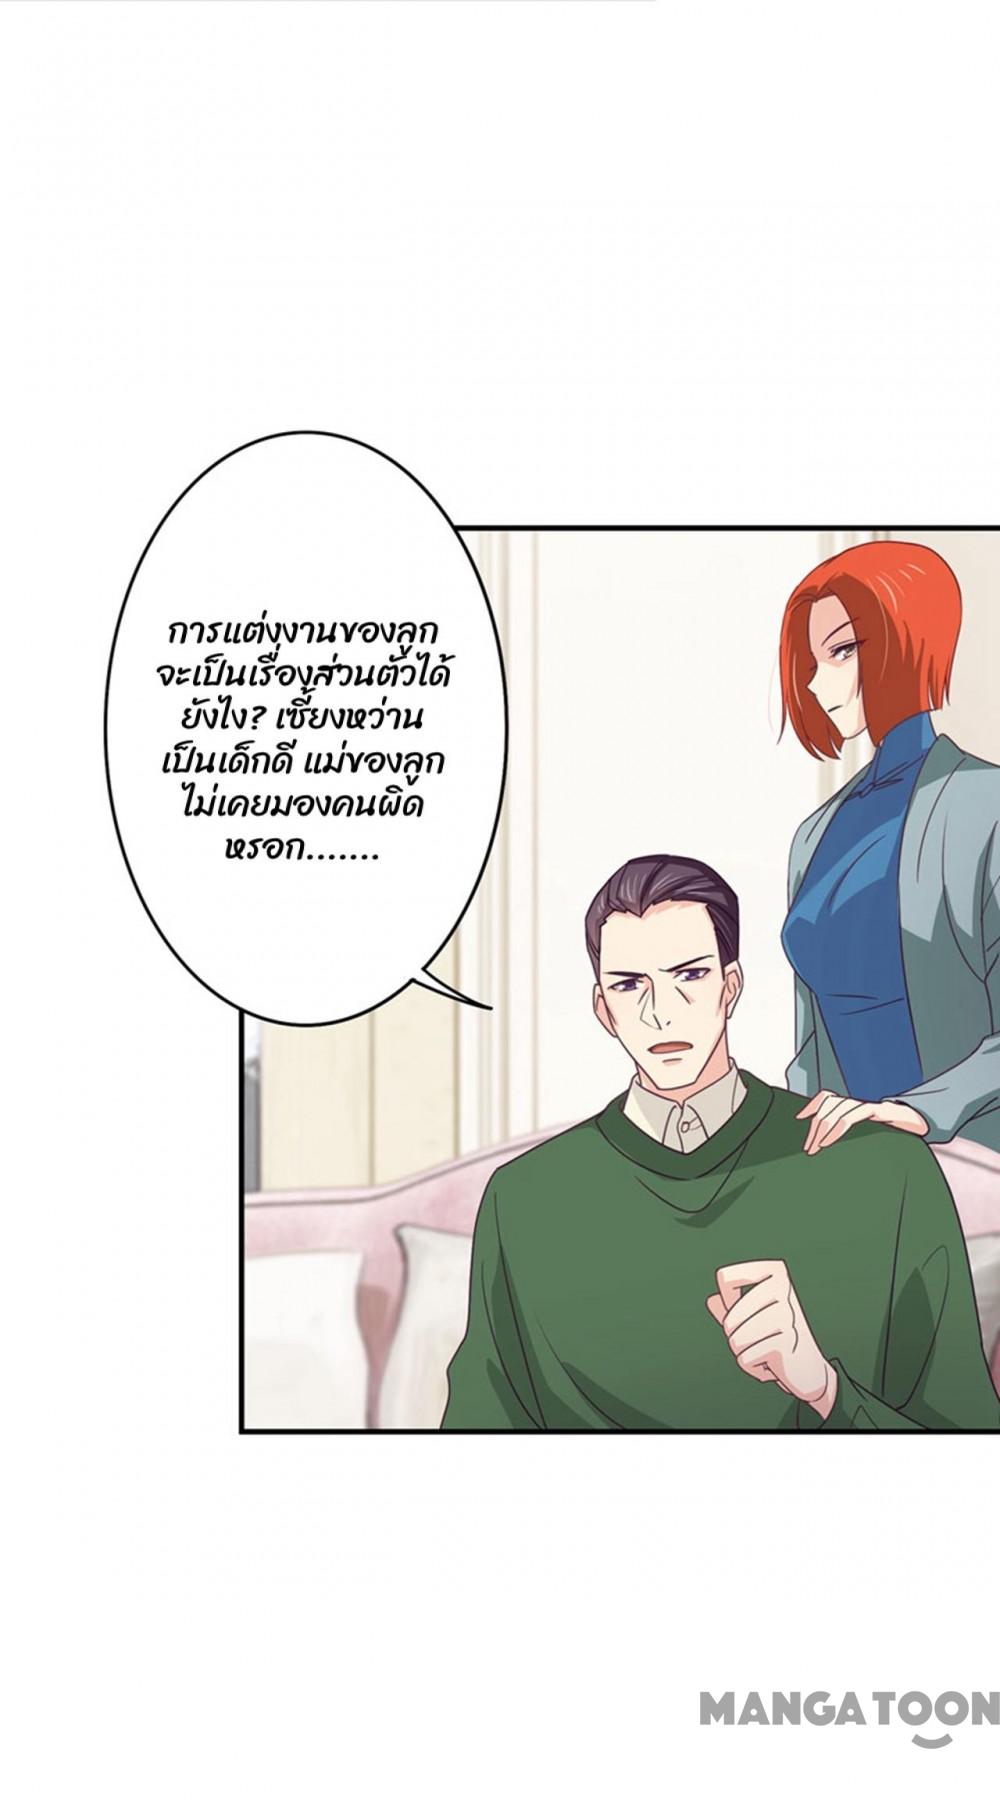 การแต่งงานของลูก
จะเป็นเรื่องส่วนตัวได้
ยังไง? เซี้ยงหว่าน
เป็นเด็กดี แม่ของลูก
ไม่เคยมองคนผิด
หรอก.......
MANGATOON